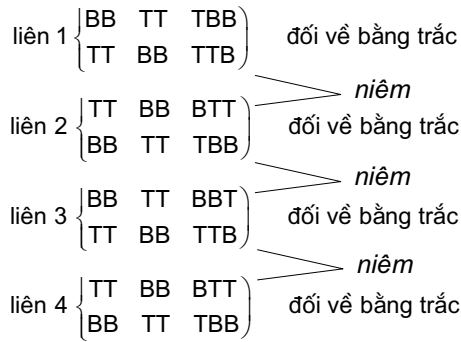 BB TT TBB
liên 1 đối về bằng trắc
TT BB TTB
niêm
TT BB BTT
liên 2 đối về bằng trắc
BB TT TBB
niêm
BB TT BBT
liên 3 đối về bằng trắc
TT BB TTB
niêm
TT BB BTT
liên 4 đối về bằng trắc
BB TT TBB